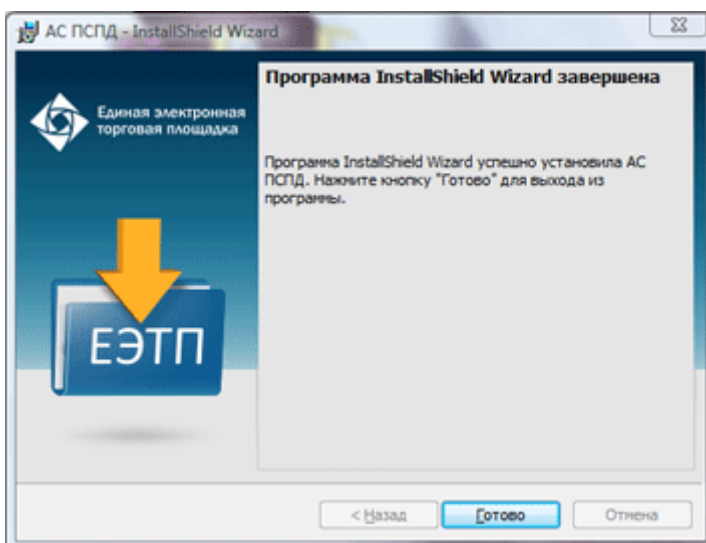 АС ПСПД - InstallShield Wizard
Программа InstallShield Wizard завершена
Единая электронная
торговая площадка
Программа InstallShield Wizard успешно установила АС
ПСПД. Нажмите кнопку "Готово" для выхода из
программы.
ЕЭТП
< Назад
Готово
Отмена